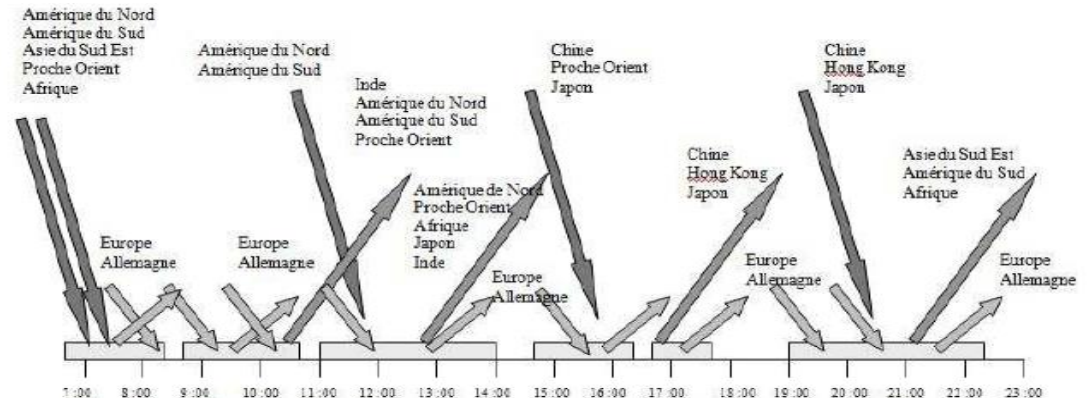 Amérique du Nord
Amérique du Sud
Asie du Sud Est
Proche Orient
Afrique
Amérique du Nord
Amérique du Sud
Inde
Amérique du Nord
Amérique du Sud
Proche Orient
Chine
Proche Orient
Japon
Chine
Hong Kong
Japon
Chine
Hong Kong
Japon
Asie du Sud Est
Amérique du Sud
Afrique
Amérique de Nord
Proche Orient
Afrique
Japon
Inde
Europe
Allemagne
Europe
Allemagne
Europe
Allemagne
Europe
Allemagne
Europe
Allemagne
7 :00 8 :00 9 :00 10 :00 11 :00 12 :00 13 :00 14 :00 15 :00 16 :00 17 :00 18 :00 19 :00 20 :00 21 :00 22 :00 23 :00